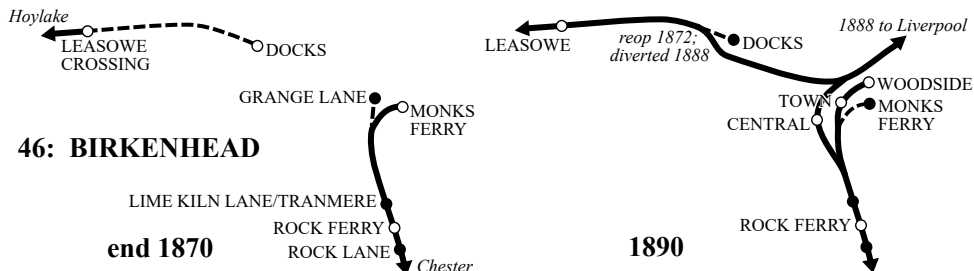 Hoylake
LEASOWE
CROSSING
DOCKS
GRANGE LANE
MONKS
FERRY
46: BIRKENHEAD
LIME KILN LANE/TRANMERE
ROCK FERRY
ROCK LANE
end 1870
Chester
LEASOWE
reop 1872;
diverted 1888
DOCKS
1888 to Liverpool
WOODSIDE
TOWN
MONKS
FERRY
CENTRAL
ROCK FERRY
1890